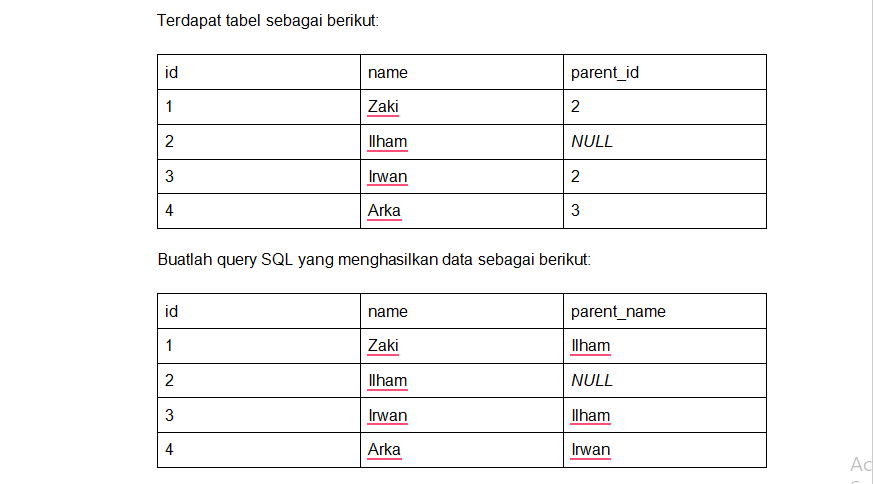 Terdapat tabel sebagai berikut:
id name parent_id
1 Zaki 2
2 Ilham NULL
3 Irwan 2
4 Arka 3
Buatlah query SQL yang menghasilkan data sebagai berikut:
id name parent_name
1 Zaki Ilham
2 Ilham NULL
3 Irwan Ilham
4 Arka Irwan